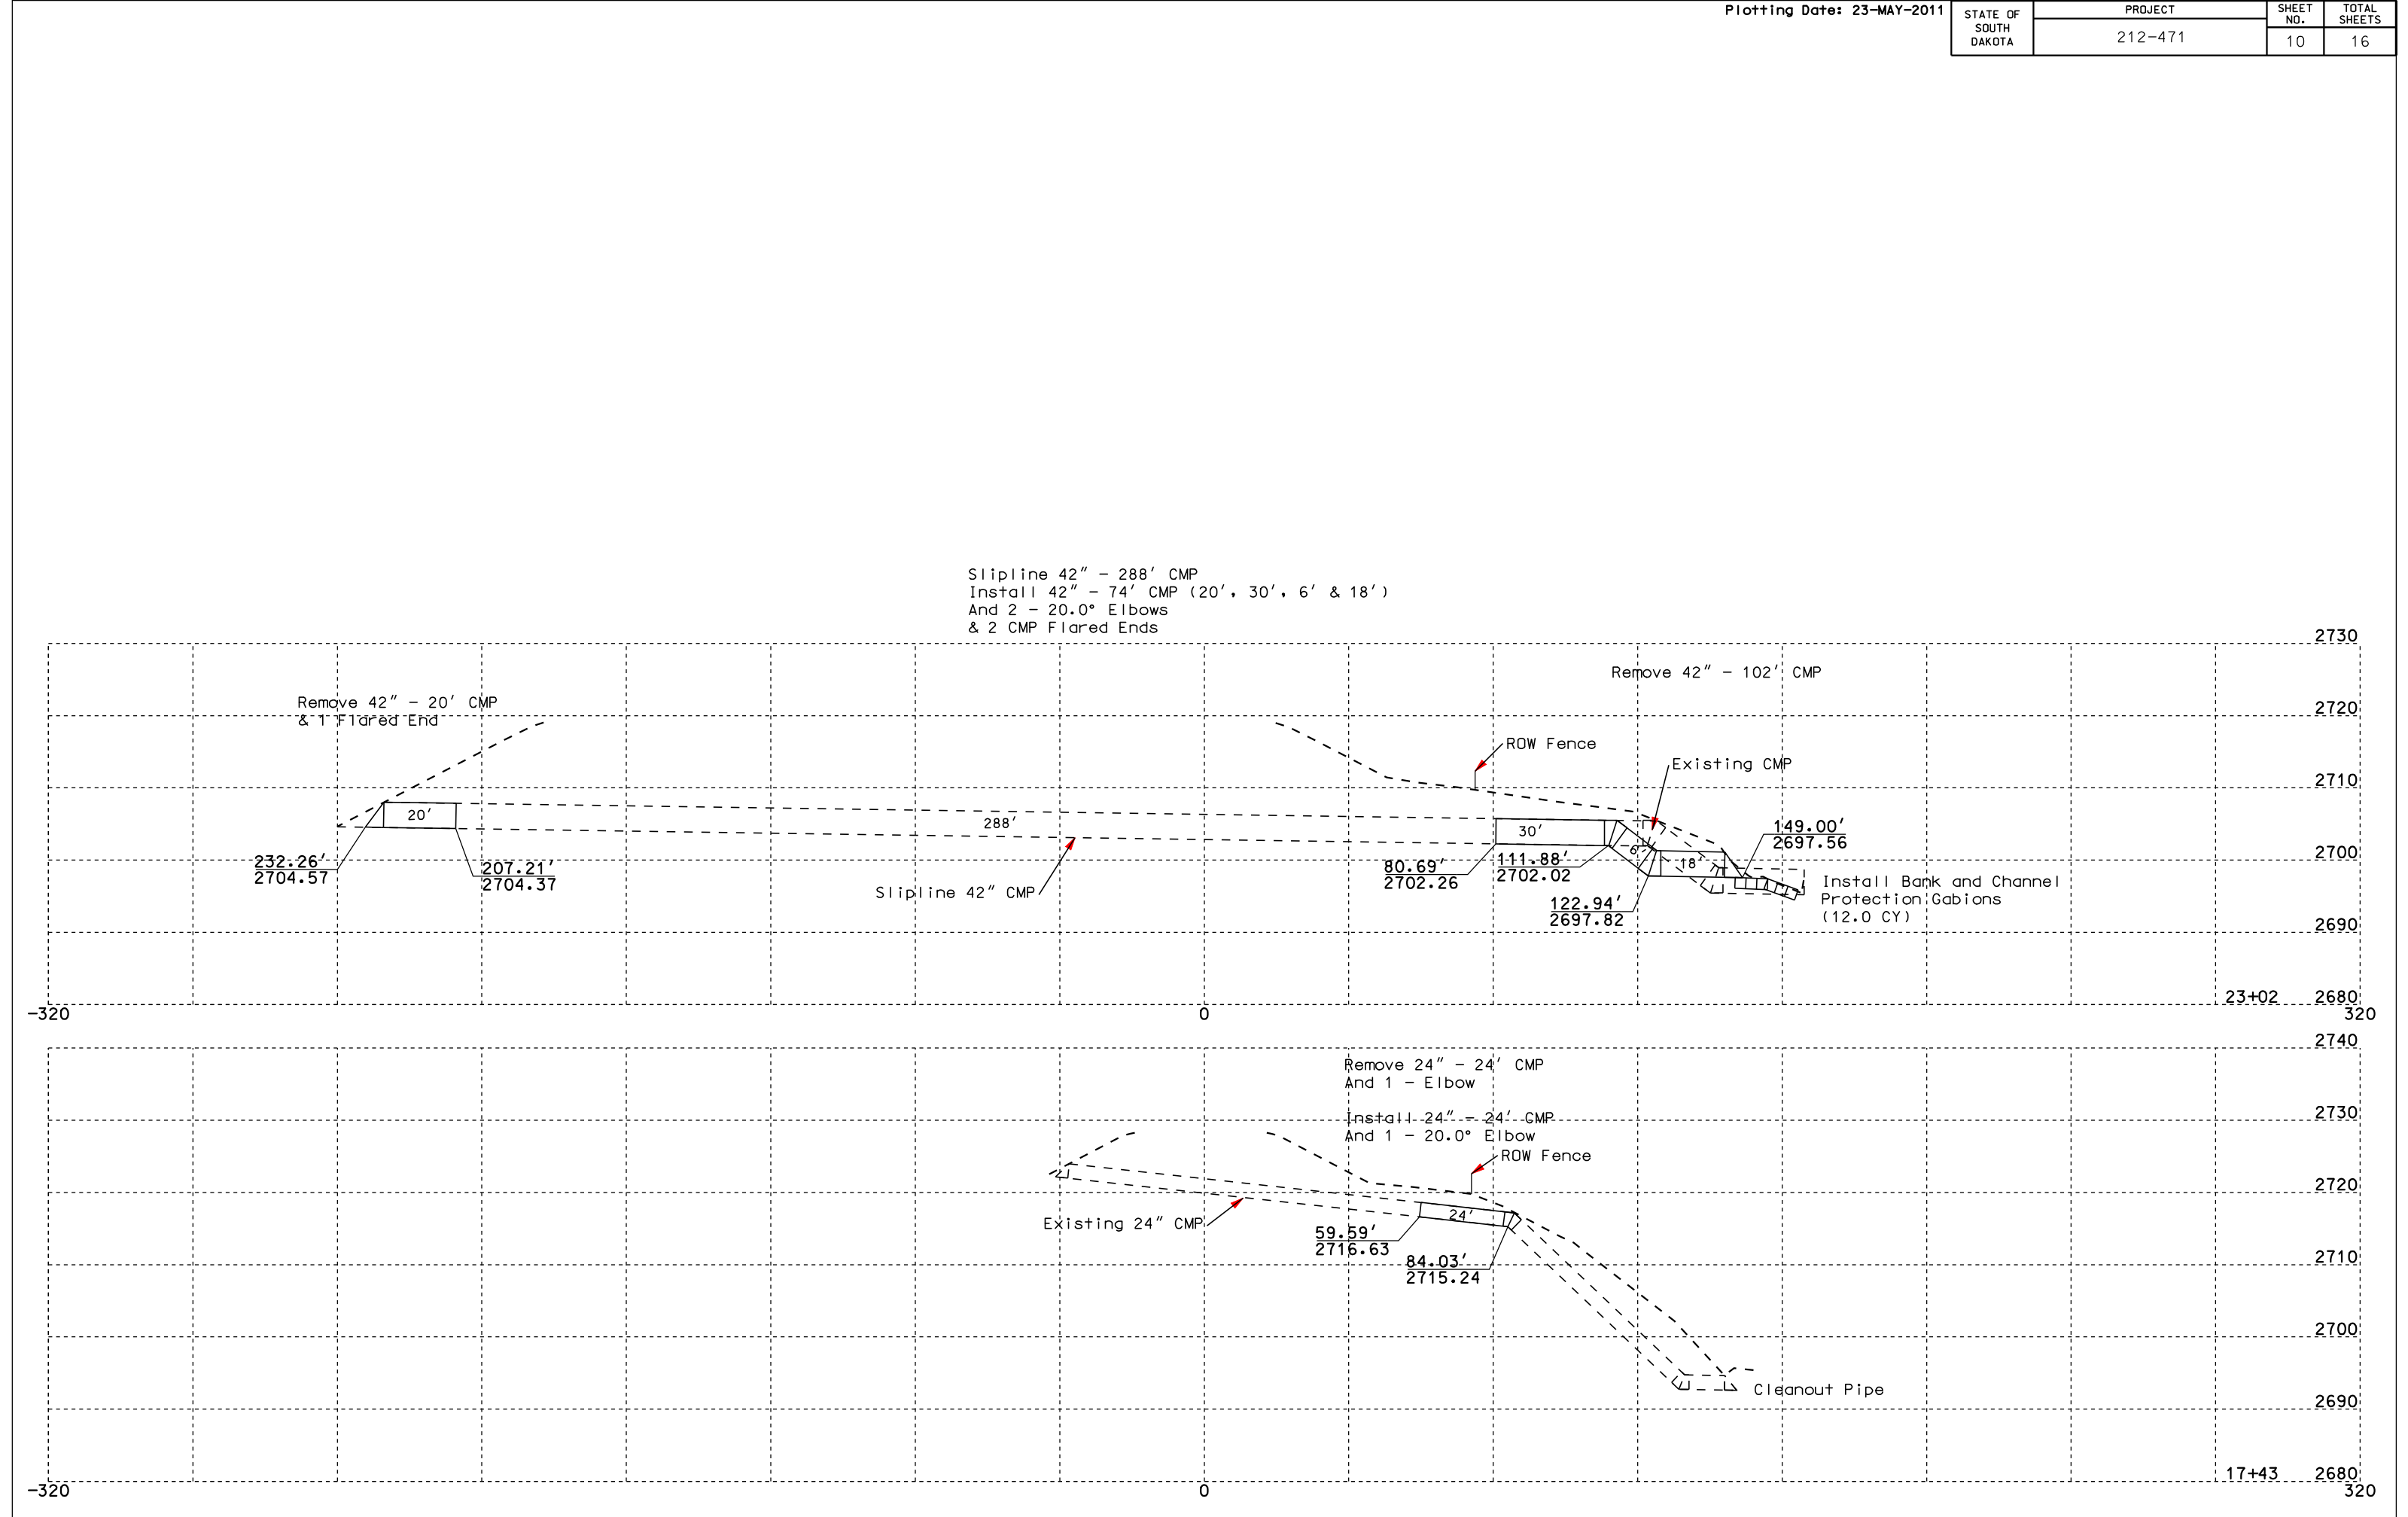 Plotting Date: 23-MAY-2011
STATE OF
SOUTH
DAKOTA
PROJECT
212-471
SHEET
NO.
10
TOTAL
SHEETS
16
Slipline 42" - 288' CMP
Install 42" - 74' CMP (20', 30', 6' & 18')
And 2 - 20.0° Elbows
& 2 CMP Flared Ends
2730
Remove 42" - 102' CMP
Remove 42" - 20' CMP
& 1 Flared End
2720
ROW Fence
Existing CMP
2710
20'
288'
30'
6'
18'
149.00'
2697.56
232.26'
2704.57
207.21'
2704.37
80.69'
2702.26
111.88'
2702.02
2700
Slipline 42" CMP
122.94'
2697.82
Install Bank and Channel
Protection Gabions
(12.0 CY)
2690
23+02
2680
-320
0
320
2740
Remove 24" - 24' CMP
And 1 - Elbow
Install 24" - 24' CMP
And 1 - 20.0° Elbow
2730
ROW Fence
2720
Existing 24" CMP
24'
59.59'
2716.63
84.03'
2715.24
2710
2700
Cleanout Pipe
2690
17+43
2680
-320
0
320